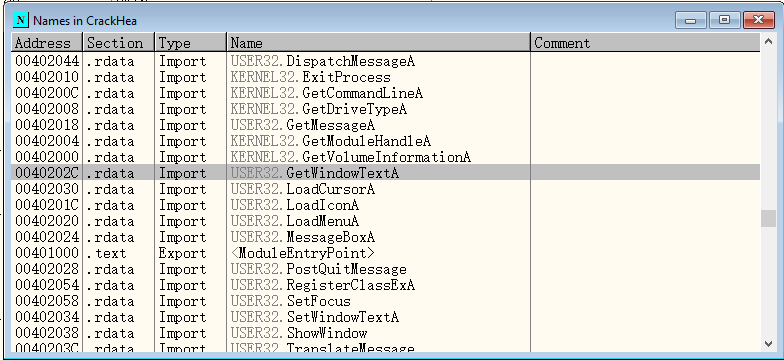 N Names in CrackHea
Address Section Type Name Comment
00402044 .rdata Import USER32.DispatchMessageA
00402010 .rdata Import KERNEL32.ExitProcess
0040200C .rdata Import KERNEL32.GetCommandLineA
00402008 .rdata Import KERNEL32.GetDriveTypeA
00402018 .rdata Import USER32.GetMessageA
00402004 .rdata Import KERNEL32.GetModuleHandleA
00402000 .rdata Import KERNEL32.GetVolumeInformationA
0040202C .rdata Import USER32.GetWindowTextA
00402030 .rdata Import USER32.LoadCursorA
0040201C .rdata Import USER32.LoadIconA
00402020 .rdata Import USER32.LoadMenuA
00402024 .rdata Import USER32.MessageBoxA
00401000 .text Export <ModuleEntryPoint>
00402028 .rdata Import USER32.PostQuitMessage
00402054 .rdata Import USER32.RegisterClassExA
00402058 .rdata Import USER32.SetFocus
00402034 .rdata Import USER32.SetWindowTextA
00402038 .rdata Import USER32.ShowWindow
0040203C .rdata Import USER32.TranslateMessage